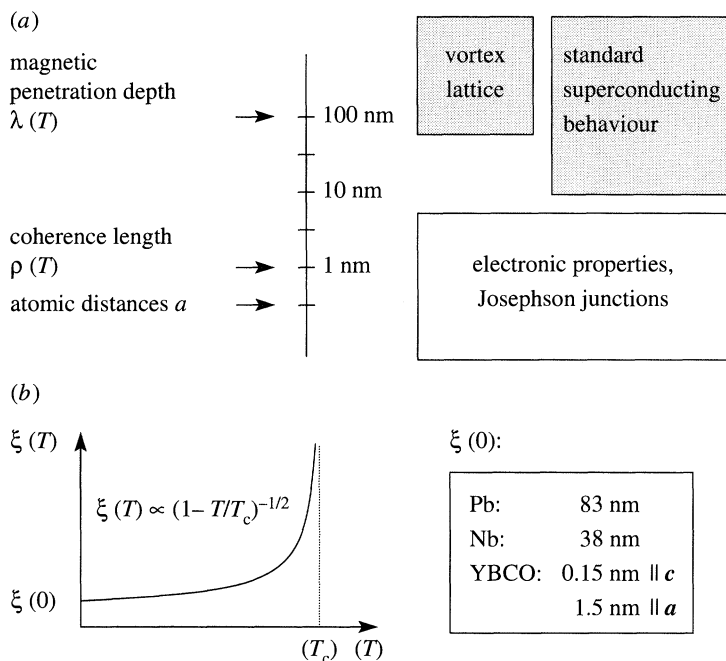 (a)
magnetic
penetration depth
λ (T)
100 nm
10 nm
coherence length
ρ (T)
1 nm
atomic distances a
vortex
lattice
standard
superconducting
behaviour
electronic properties,
Josephson junctions
(b)
ξ (T)
ξ (T) ∝ (1– T/Tc)–1/2
ξ (0)
(Tc) (T)
ξ (0):
Pb: 83 nm
Nb: 38 nm
YBCO: 0.15 nm || c
1.5 nm || a